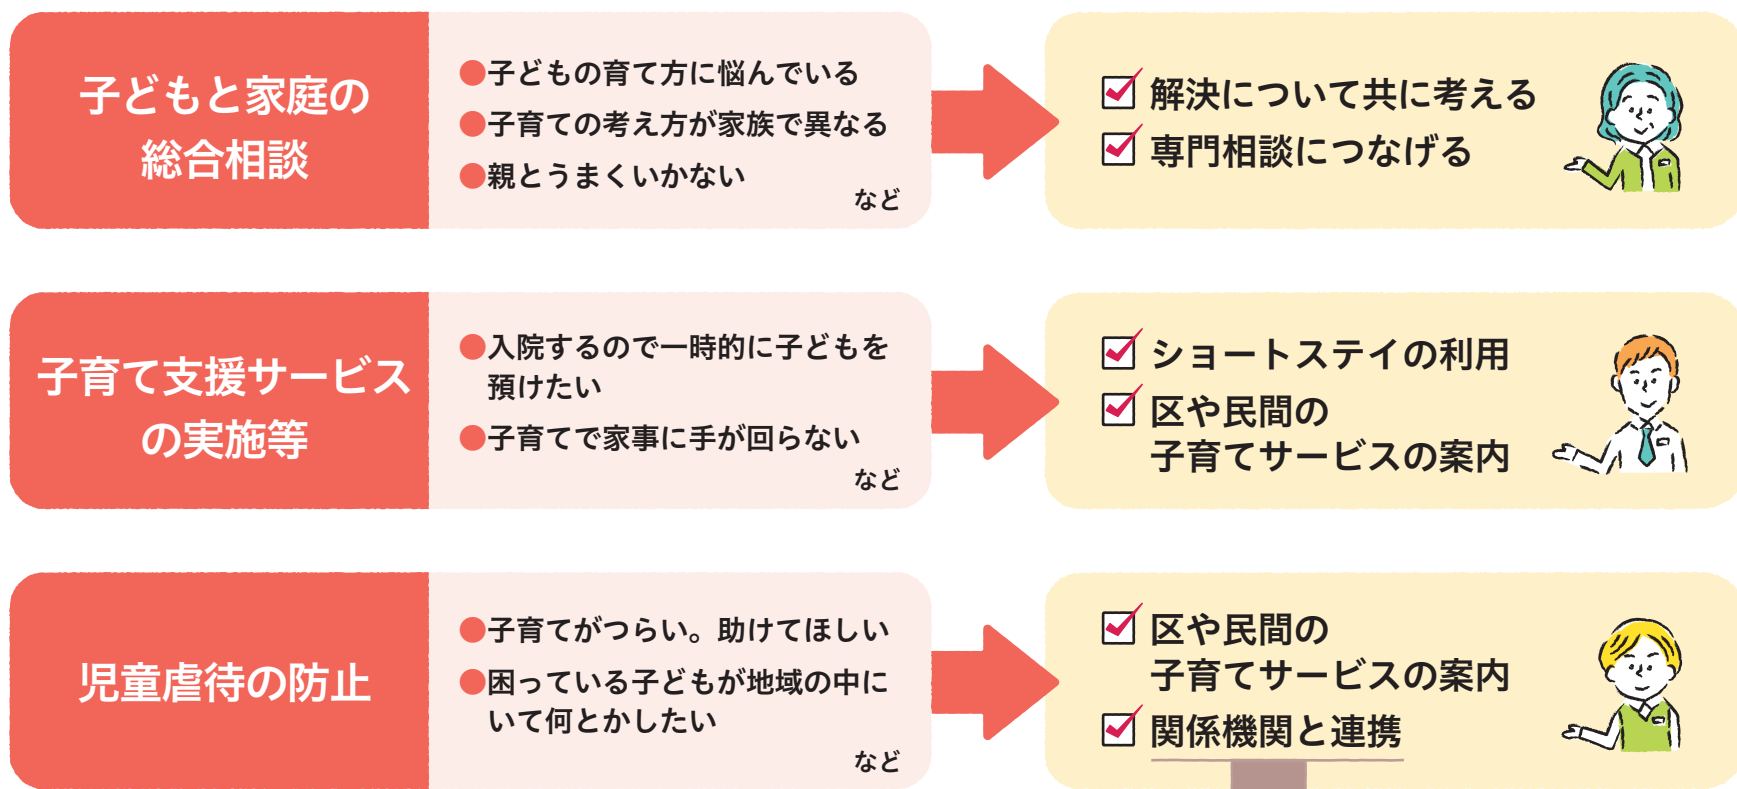 子どもと家庭の
総合相談
●子どもの育て方に悩んでいる
●子育ての考え方が家族で異なる
●親とうまくいかない
など
解決について共に考える
専門相談につなげる
子育て支援サービス
の実施等
●入院するので一時的に子どもを
預けたい
●子育てで家事に手が回らない
など
ショートステイの利用
区や民間の
子育てサービスの案内
児童虐待の防止
●子育てがつらい。助けてほしい
●困っている子どもが地域の中に
いて何とかしたい
など
区や民間の
子育てサービスの案内
関係機関と連携